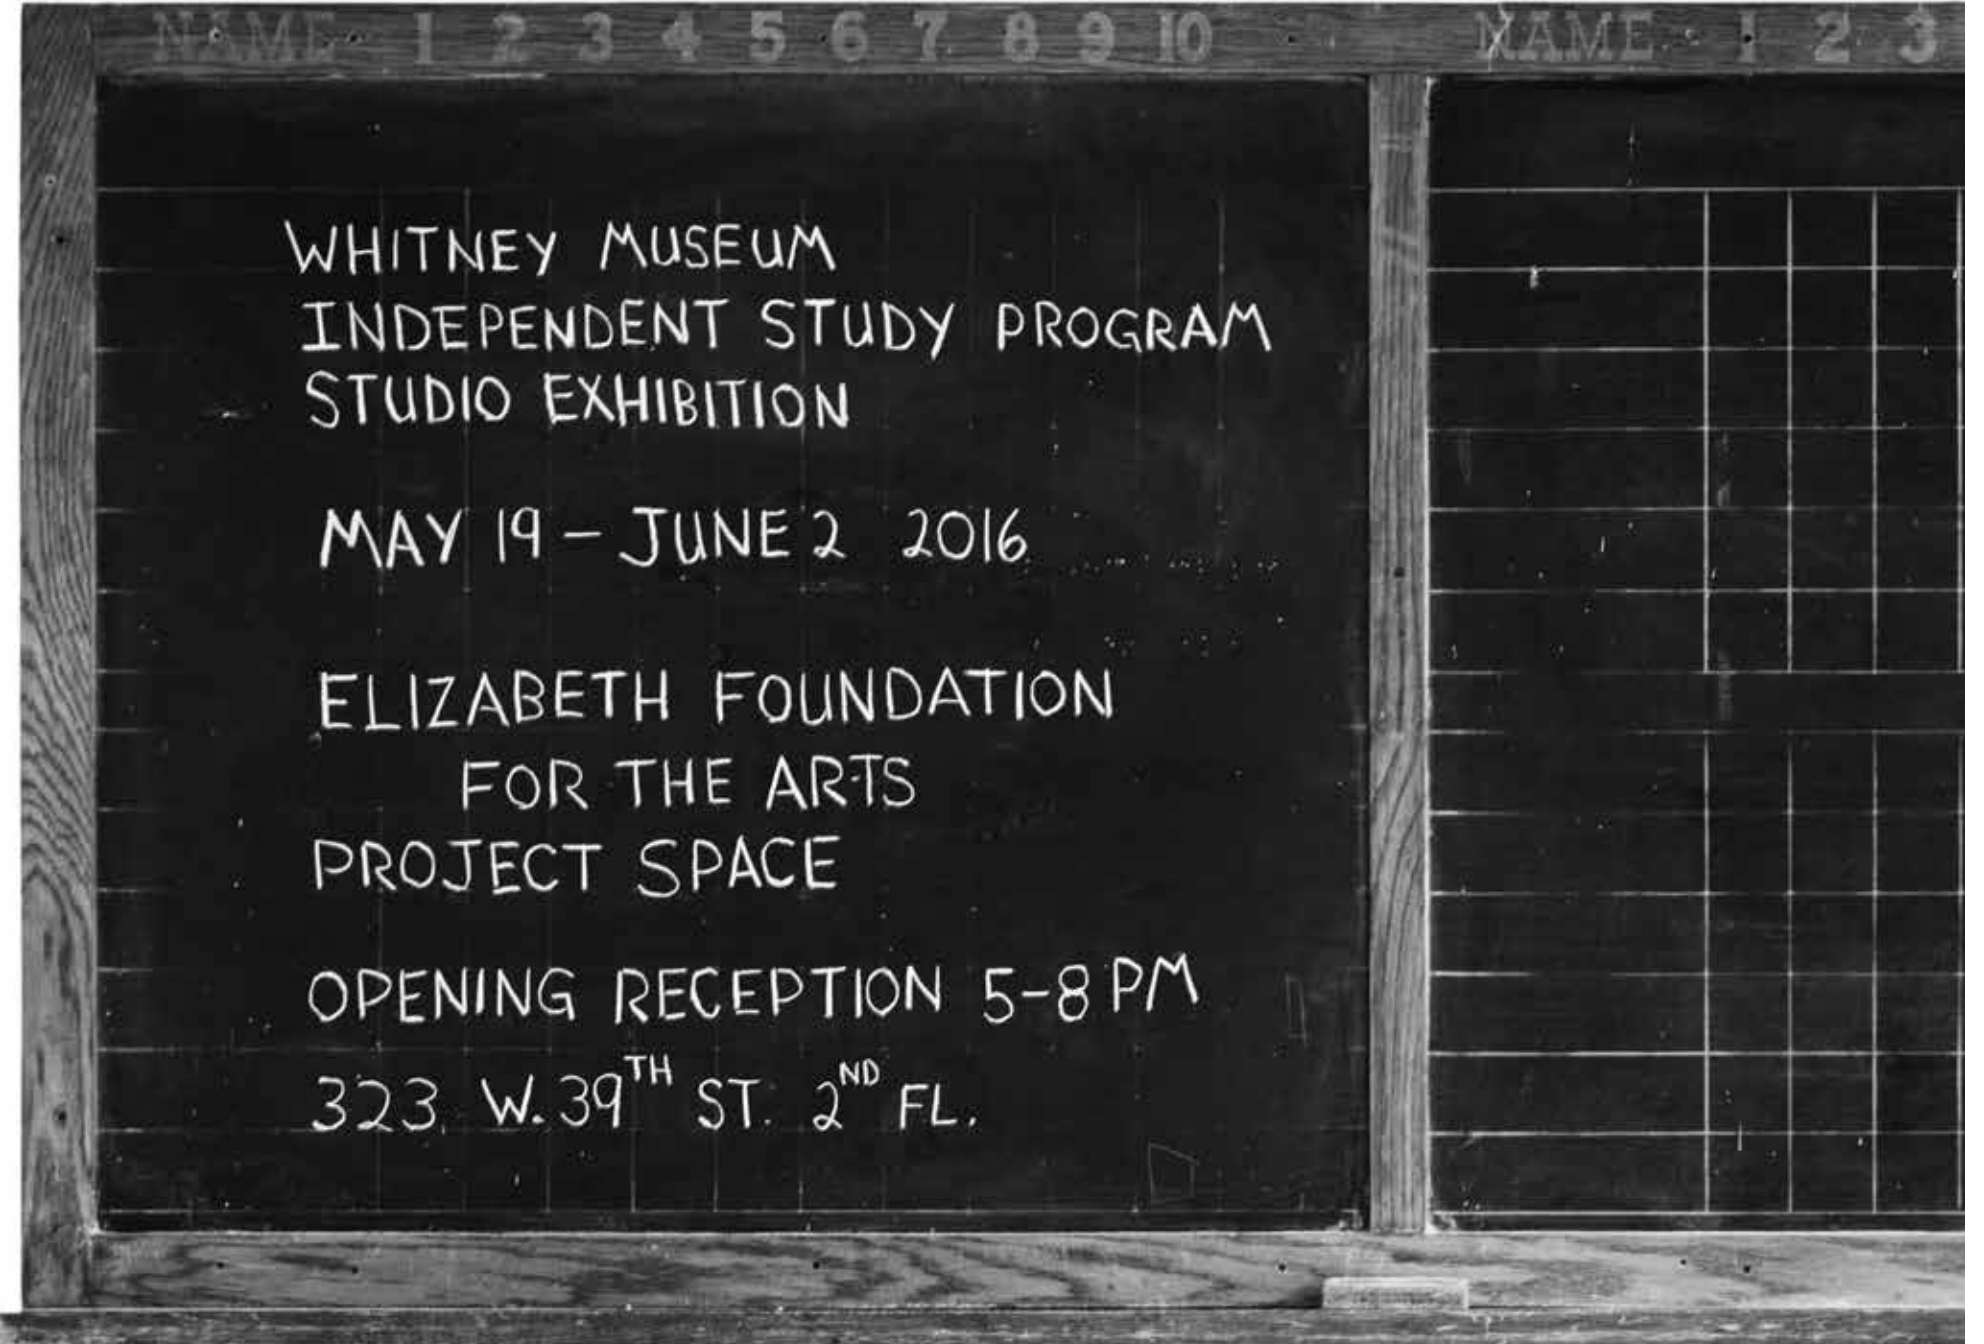 NAME 1 2 3 4 5 6 7 8 9 10
NAME 1 2 3
WHITNEY MUSEUM
INDEPENDENT STUDY PROGRAM
STUDIO EXHIBITION
MAY 19 - JUNE 2 2016
ELIZABETH FOUNDATION
FOR THE ARTS
PROJECT SPACE
OPENING RECEPTION 5-8 PM
323 W. 39TH ST. 2ND FL.